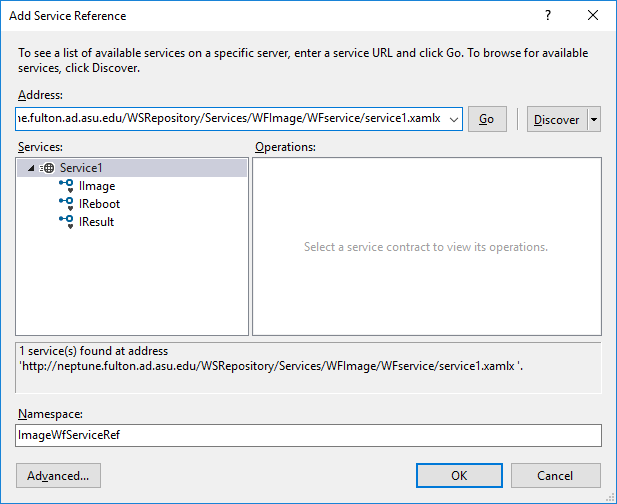 Add Service Reference
To see a list of available services on a specific server, enter a service URL and click Go. To browse for available
services, click Discover.
Address:
ne.fulton.ad.asu.edu/WSRepository/Services/WFImage/WFservice/service1.xamlx
Go
Discover
Services:
Operations:
Service1
IImage
IReboot
IResult
Select a service contract to view its operations.
1 service(s) found at address
'http://neptune.fulton.ad.asu.edu/WSRepository/Services/WFImage/WFservice/service1.xamlx '.
Namespace:
ImageWfServiceRef
Advanced...
OK
Cancel